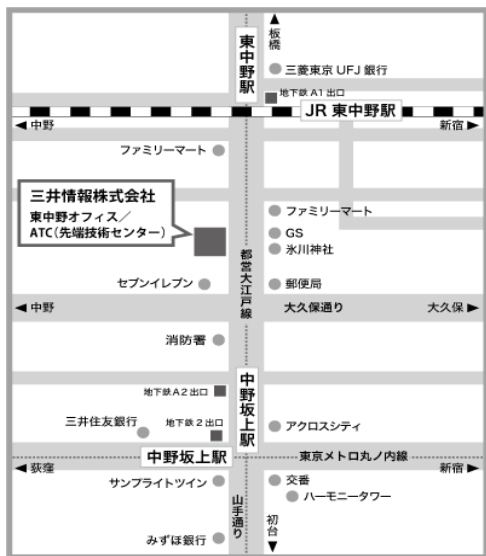 板橋
東中野駅
三菱東京 UFJ 銀行
地下鉄 A1 出口
JR 東中野駅
中野
新宿
ファミリーマート
三井情報株式会社
東中野オフィス／
ATC（先端技術センター）
ファミリーマート
GS
氷川神社
都営大江戸線
セブンイレブン
郵便局
中野
大久保通り
大久保
消防署
中野坂上駅
地下鉄 A2 出口
三井住友銀行
地下鉄 2 出口
アクロスシティ
中野坂上駅
東京メトロ丸ノ内線
荻窪
新宿
サンブライトツイン
交番
ハーモニータワー
山手通り
初台
みずほ銀行